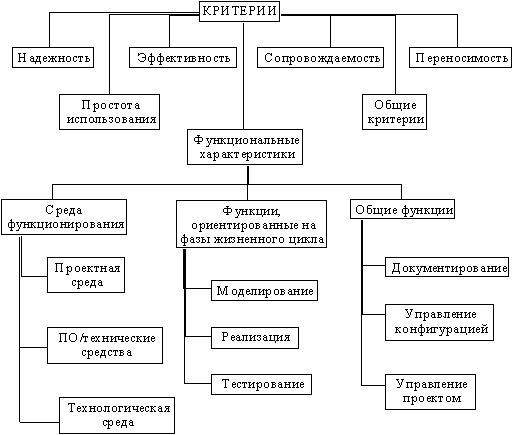 КРИТЕРИИ
Надежность
Эффективность
Сопровождаемость
Переносимость
Простота
использования
Общие
критерии
Функциональные
характеристики
Среда
функционирования
Функции,
ориентированные на
фазы жизненного цикла
Общие функции
Проектная
среда
ПО/технические
средства
Технологическая
среда
Моделирование
Реализация
Тестирование
Документирование
Управление
конфигурацией
Управление
проектом